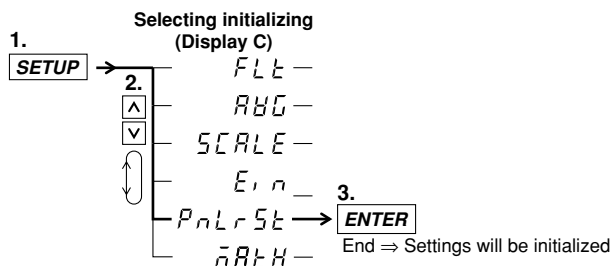 Selecting initializing
1. (Display C)
SETUP FLt
2.
AVG
SCALE
Ein
3.
PnLrSt ENTER
End ⇒ Settings will be initialized
MAtH